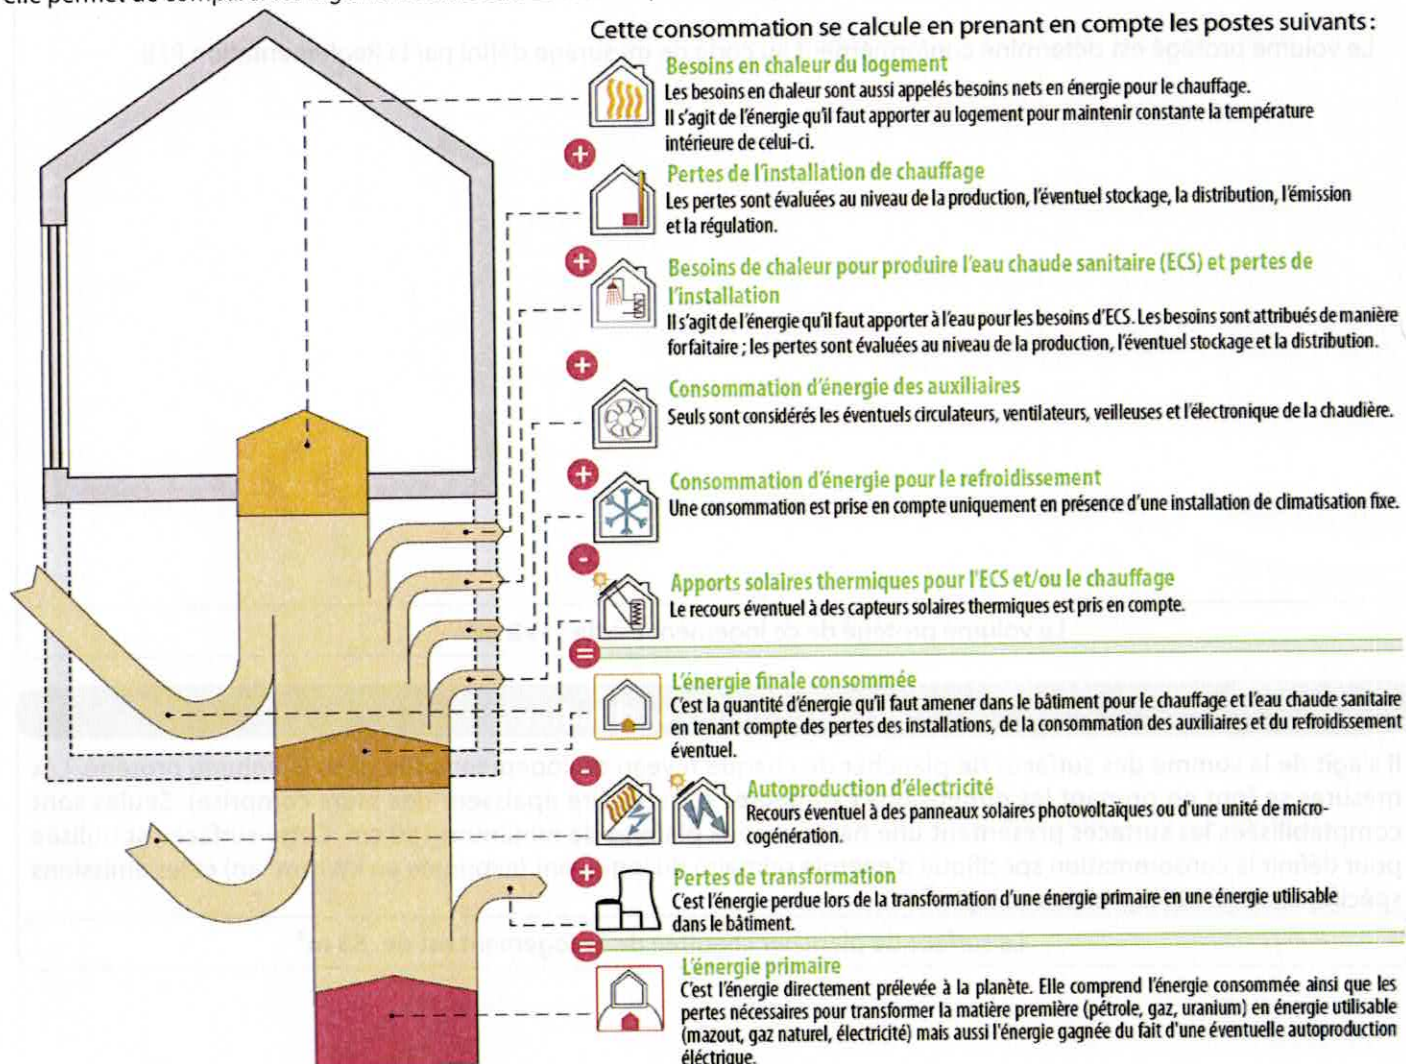 Cette consommation se calcule en prenant en compte les postes suivants :
Besoins en chaleur du logement
Les besoins en chaleur sont aussi appelés besoins nets en énergie pour le chauffage.
Il s'agit de l'énergie qu'il faut apporter au logement pour maintenir constante la température
intérieure de celui-ci.
+
Pertes de l'installation de chauffage
Les pertes sont évaluées au niveau de la production, l'éventuel stockage, la distribution, l'émission
et la régulation.
+
Besoins de chaleur pour produire l'eau chaude sanitaire (ECS) et pertes de
l'installation
Il s'agit de l'énergie qu'il faut apporter à l'eau pour les besoins d'ECS. Les besoins sont attribués de manière
forfaitaire ; les pertes sont évaluées au niveau de la production, l'éventuel stockage et la distribution.
+
Consommation d'énergie des auxiliaires
Seuls sont considérés les éventuels circulateurs, ventilateurs, veilleuses et l'électronique de la chaudière.
+
Consommation d'énergie pour le refroidissement
Une consommation est prise en compte uniquement en présence d'une installation de climatisation fixe.
-
Apports solaires thermiques pour l'ECS et/ou le chauffage
Le recours éventuel à des capteurs solaires thermiques est pris en compte.
=
L'énergie finale consommée
C'est la quantité d'énergie qu'il faut amener dans le bâtiment pour le chauffage et l'eau chaude sanitaire
en tenant compte des pertes des installations, de la consommation des auxiliaires et du refroidissement
éventuel.
-
Autoproduction d'électricité
Recours éventuel à des panneaux solaires photovoltaïques ou d'une unité de micro-
cogénération.
+
Pertes de transformation
C'est l'énergie perdue lors de la transformation d'une énergie primaire en une énergie utilisable
dans le bâtiment.
=
L'énergie primaire
C'est l'énergie directement prélevée à la planète. Elle comprend l'énergie consommée ainsi que les
pertes nécessaires pour transformer la matière première (pétrole, gaz, uranium) en énergie utilisable
(mazout, gaz naturel, électricité) mais aussi l'énergie gagnée du fait d'une éventuelle autoproduction
éléctrique.